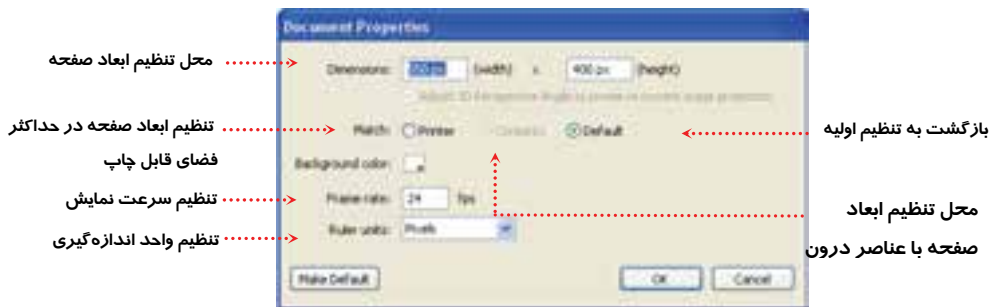 Document Properties
محل تنظیم ابعاد صفحه
Dimensions: (width) x 400 px (height)
تنظیم ابعاد صفحه در حداکثر
فضای قابل چاپ
Match: Printer Contents Default
بازگشت به تنظیم اولیه
Background color:
تنظیم سرعت نمایش
Frame rate: 24 fps
محل تنظیم ابعاد
صفحه با عناصر درون
تنظیم واحد اندازه‌گیری
Ruler units: Pixels
Make Default OK Cancel